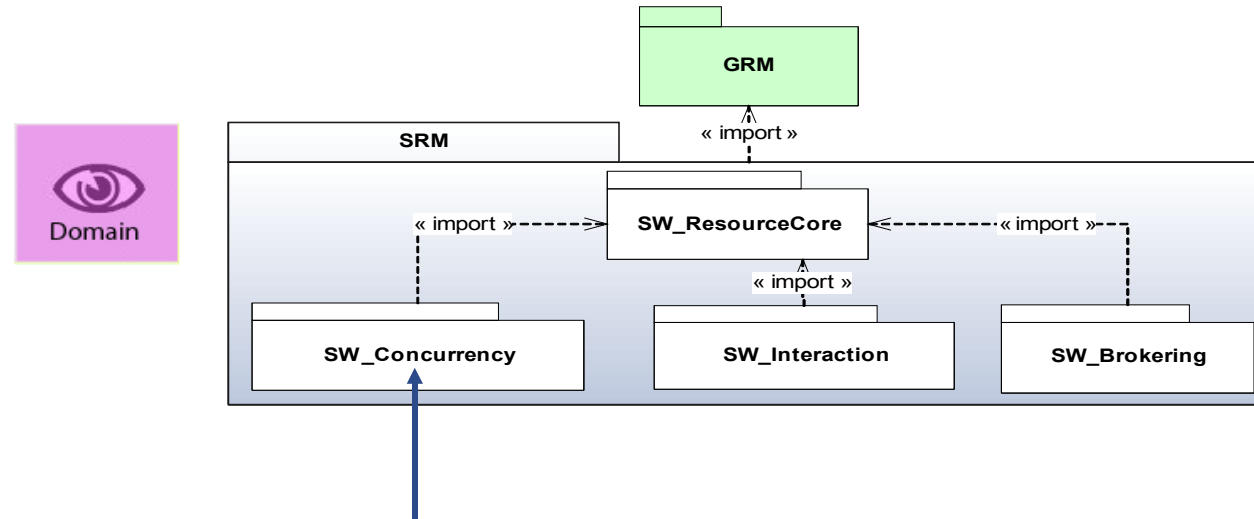 GRM
« import »
SRM
Domain
SW_ResourceCore
« import »
« import »
« import »
SW_Concurrency
SW_Interaction
SW_Brokering